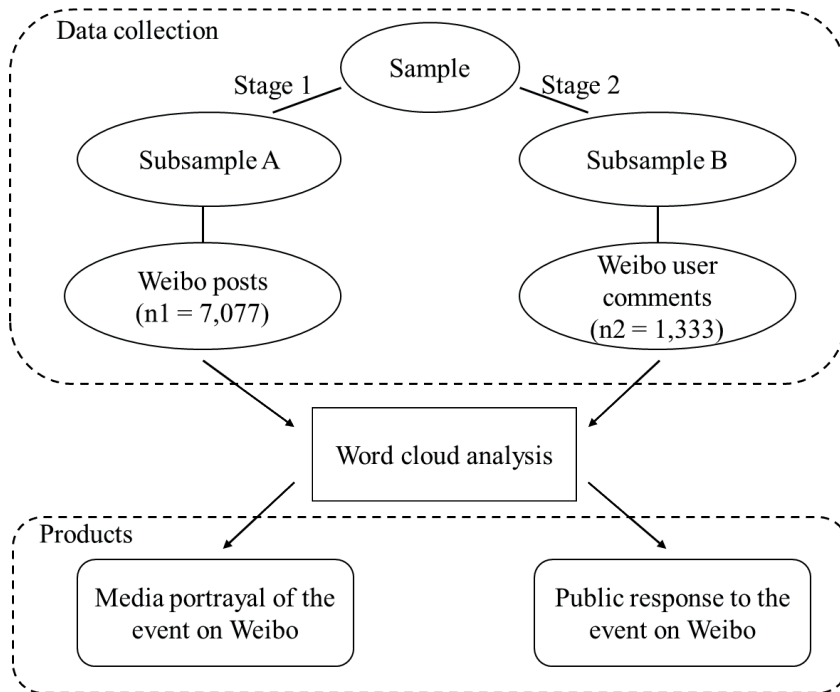 Data collection
Sample
Stage 1
Stage 2
Subsample A
Subsample B
Weibo posts
(n1 = 7,077)
Weibo user
comments
(n2 = 1,333)
Word cloud analysis
Products
Media portrayal of the
event on Weibo
Public response to the
event on Weibo